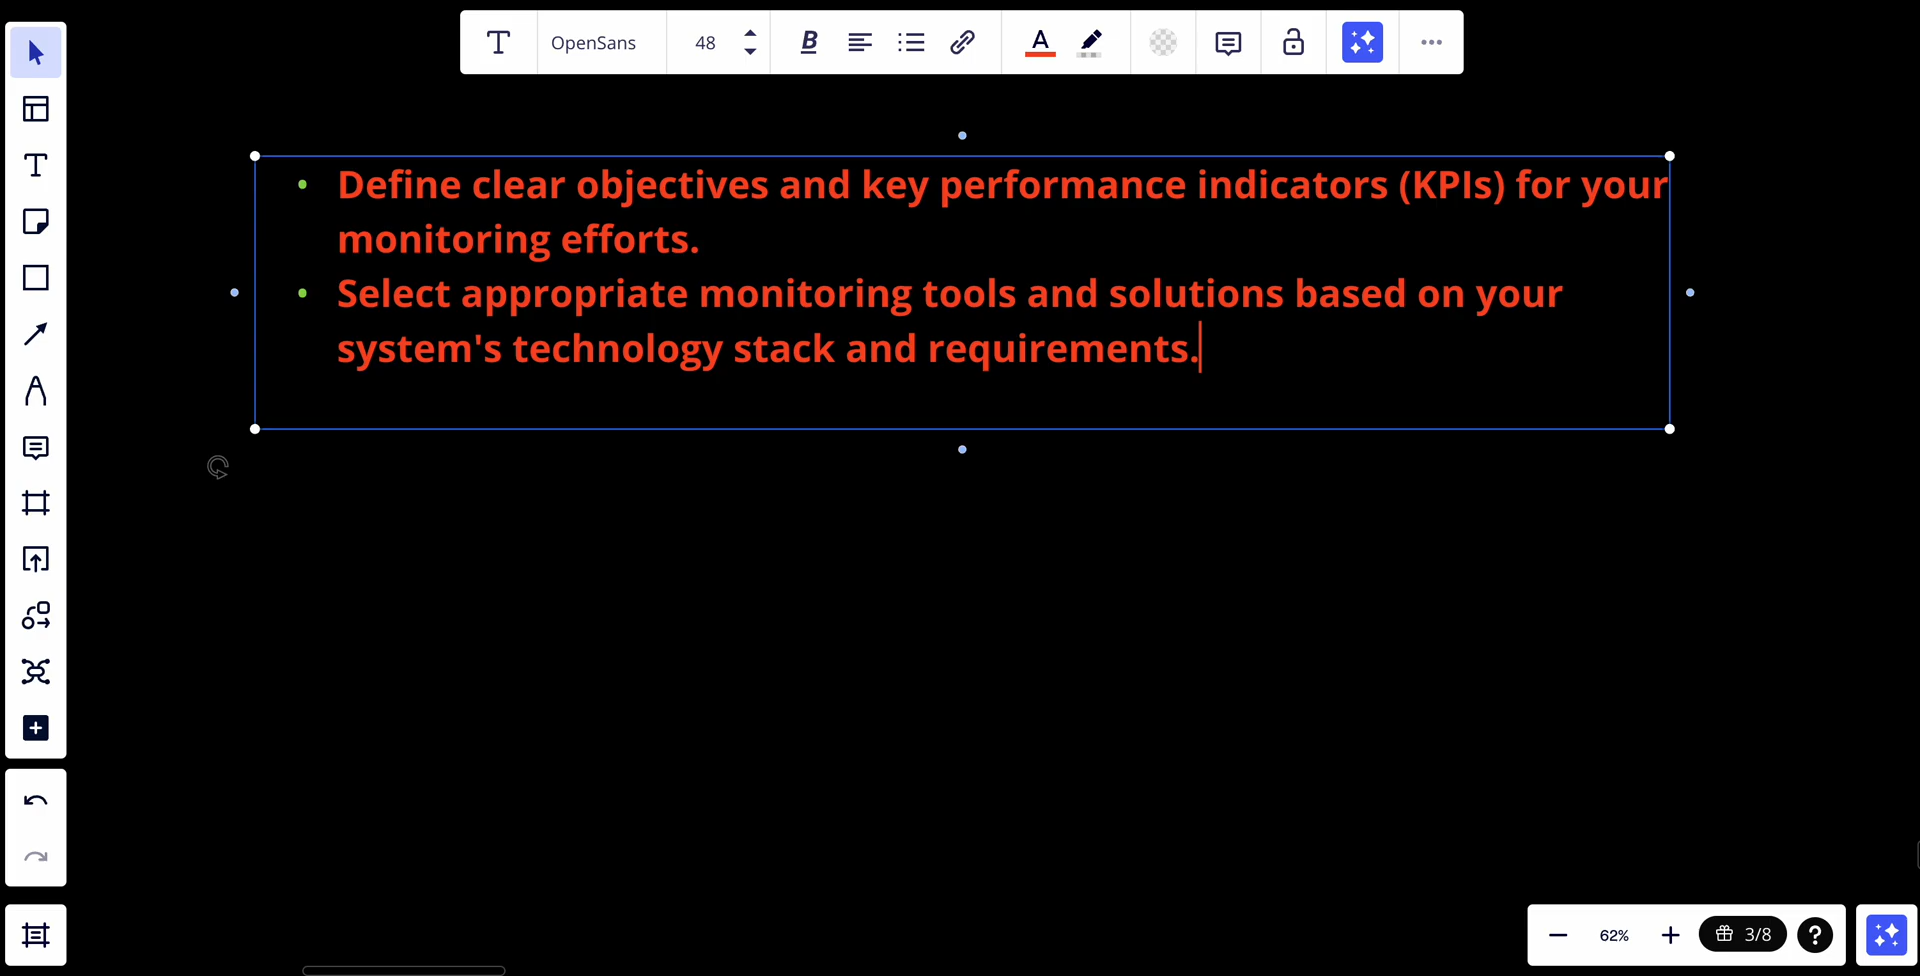 OpenSans 48 B A
• Define clear objectives and key performance indicators (KPIs) for your
monitoring efforts.
• Select appropriate monitoring tools and solutions based on your
system's technology stack and requirements.
62% 3/8 ?